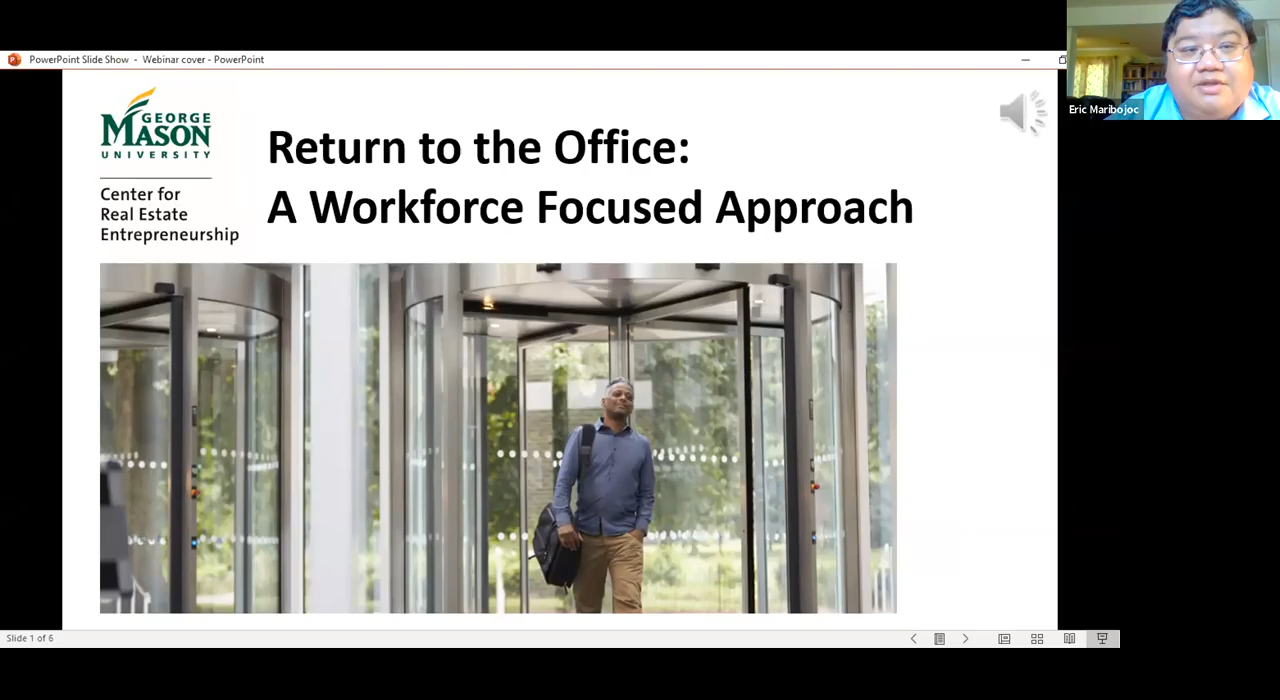 PowerPoint Slide Show - Webinar cover - PowerPoint
Eric Maribojoc
GEORGE
MASON
UNIVERSITY
Center for
Real Estate
Entrepreneurship
Return to the Office:
A Workforce Focused Approach
Slide 1 of 6